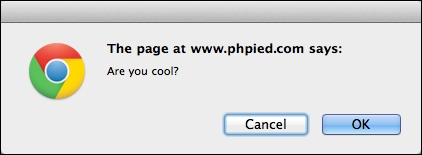 The page at www.phpied.com says:
Are you cool?
Cancel OK